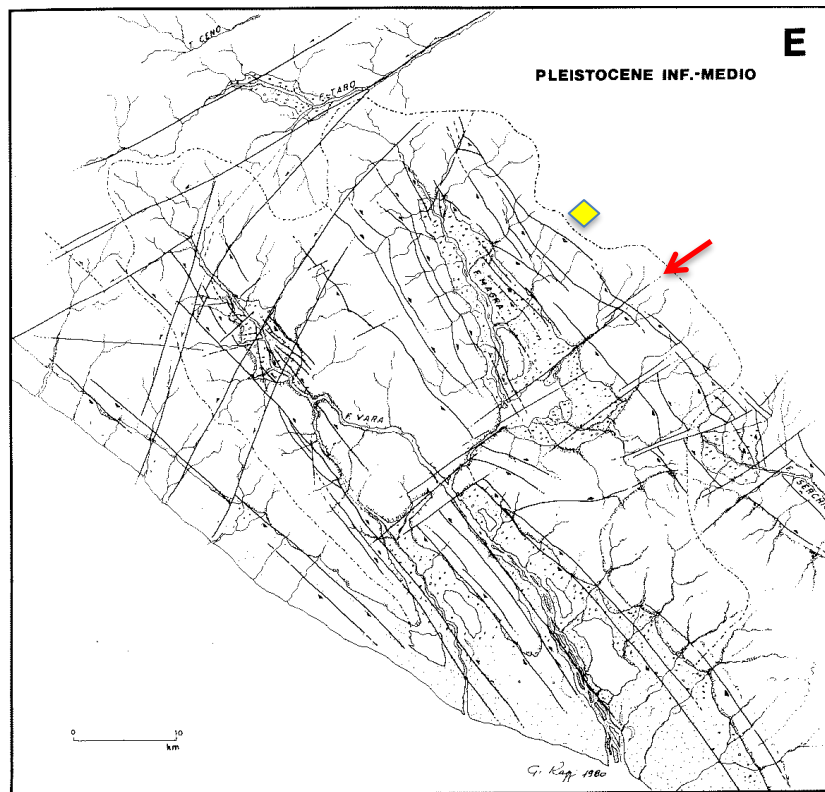 E
PLEISTOCENE INF.-MEDIO
T. CENO
F. TARO
F. MAGRA
F. VARA
F. SERCHIO
0 10
km
G. Raggi 1980